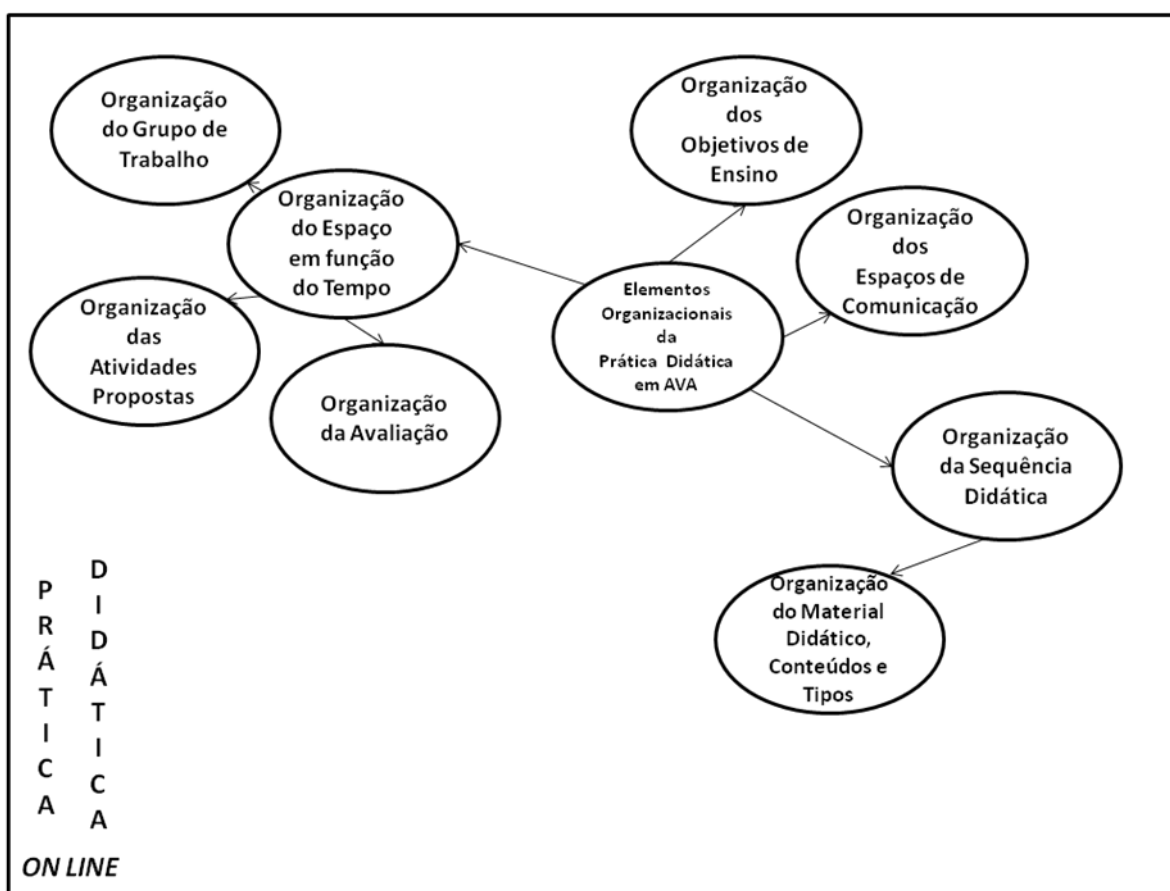 Organização
do Grupo de
Trabalho
Organização
dos
Objetivos de
Ensino
Organização
do Espaço
em função
do Tempo
Organização
dos
Espaços de
Comunicação
Organização
das
Atividades
Propostas
Elementos
Organizacionais
da
Prática Didática
em AVA
Organização
da Avaliação
Organização
da Sequência
Didática
Organização
do Material
Didático,
Conteúdos e
Tipos
PRÁTICA
DIDÁTICA
ON LINE